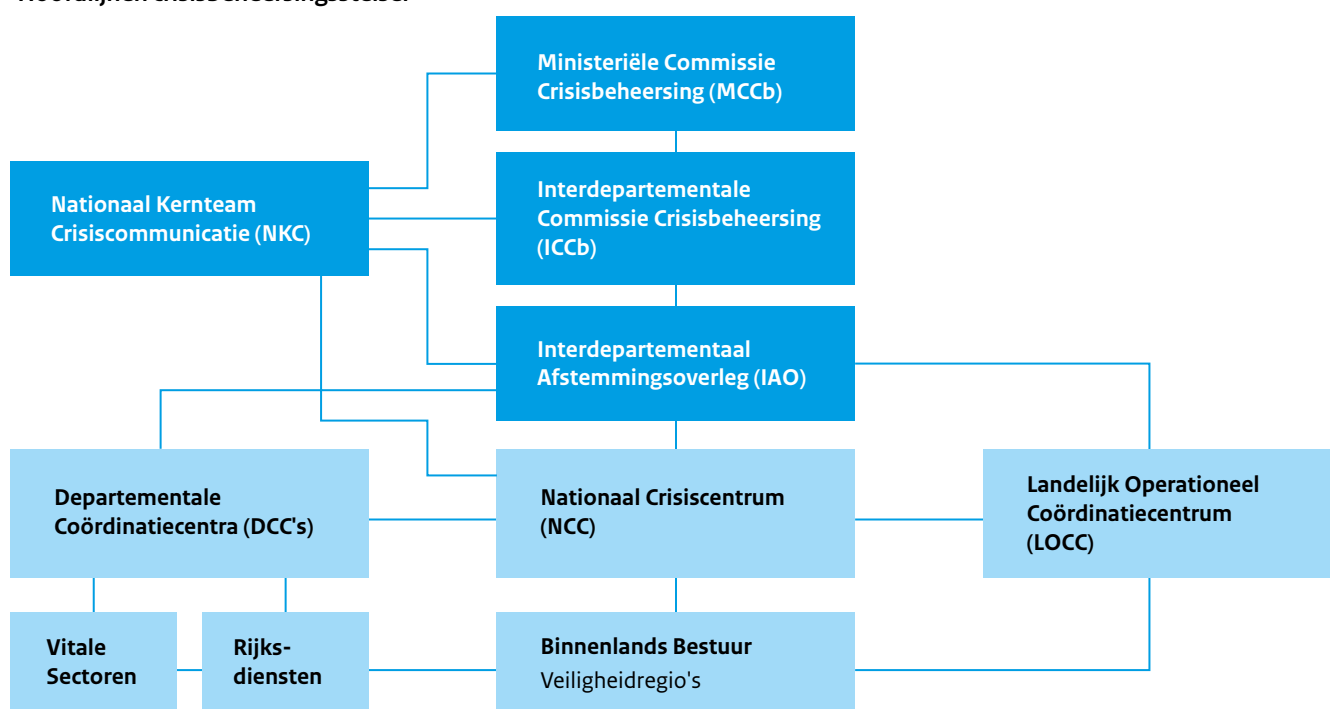 Ministeriële Commissie
Crisisbeheersing (MCCb)
Nationaal Kernteam
Crisiscommunicatie (NKC)
Interdepartementale
Commissie Crisisbeheersing
(ICCb)
Interdepartementaal
Afstemmingsoverleg (IAO)
Departementale
Coördinatiecentra (DCC's)
Nationaal Crisiscentrum
(NCC)
Landelijk Operationeel
Coördinatiecentrum
(LOCC)
Vitale
Sectoren
Rijks-
diensten
Binnenlands Bestuur
Veiligheidregio's